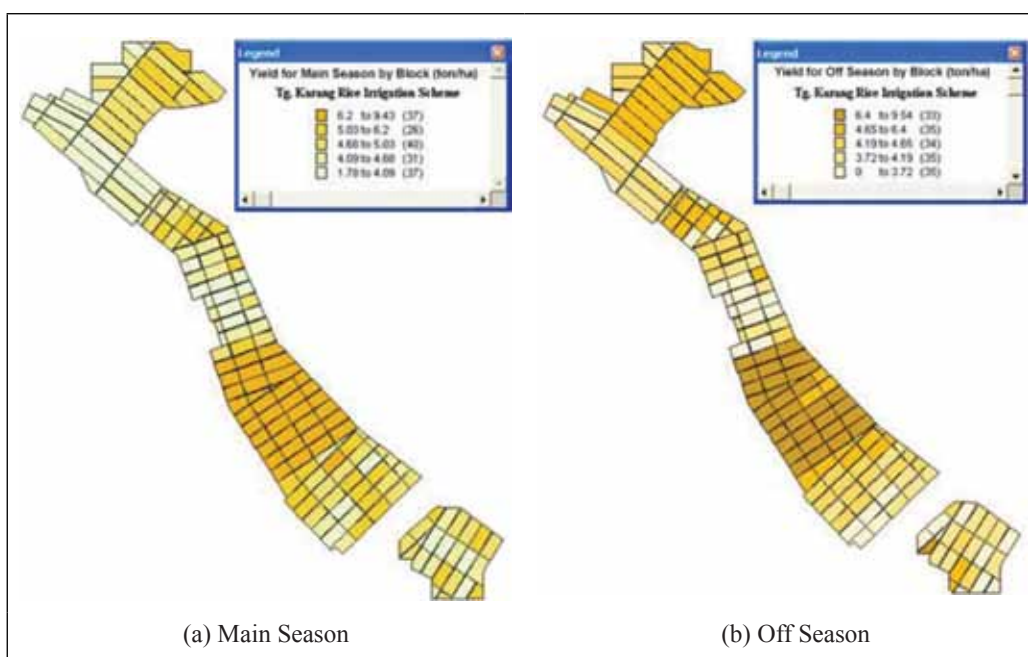 Legend
Yield for Main Season by Block (ton/ha)
Tg. Karang Rice Irrigation Scheme
6.2 to 9.43 (37)
5.03 to 6.2 (26)
4.68 to 5.03 (40)
4.09 to 4.68 (31)
1.78 to 4.09 (37)
Legend
Yield for Off Season by Block (ton/ha)
Tg. Karang Rice Irrigation Scheme
6.4 to 9.54 (33)
4.65 to 6.4 (35)
4.19 to 4.65 (34)
3.72 to 4.19 (35)
0 to 3.72 (35)
(a) Main Season
(b) Off Season